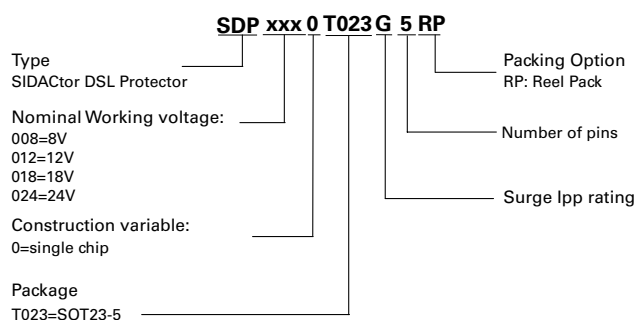 SDP xxx 0 T023 G 5 RP
Type
SIDACtor DSL Protector
Nominal Working voltage:
008=8V
012=12V
018=18V
024=24V
Construction variable:
0=single chip
Package
T023=SOT23-5
Packing Option
RP: Reel Pack
Number of pins
Surge Ipp rating